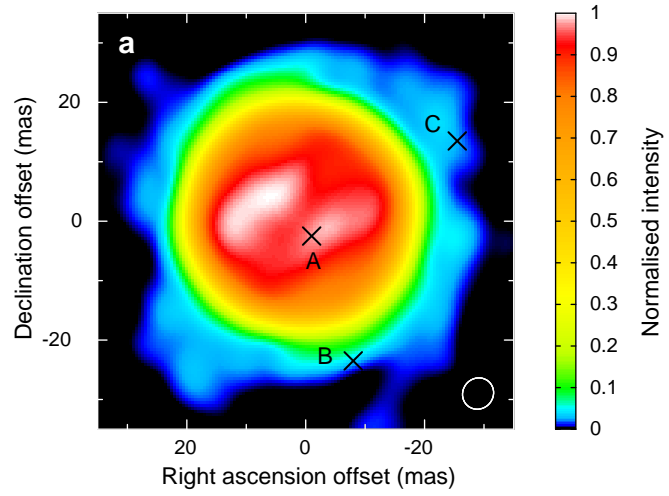 a
C
A
B
20
0
-20
20
0
-20
Declination offset (mas)
Right ascension offset (mas)
1
0.9
0.8
0.7
0.6
0.5
0.4
0.3
0.2
0.1
0
Normalised intensity